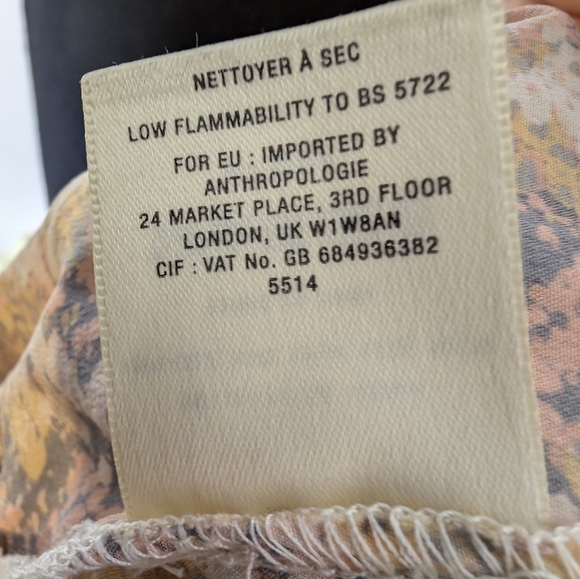 NETTOYER À SEC
LOW FLAMMABILITY TO BS 5722
FOR EU : IMPORTED BY
ANTHROPOLOGIE
24 MARKET PLACE, 3RD FLOOR
LONDON, UK W1W8AN
CIF : VAT No. GB 684936382
5514